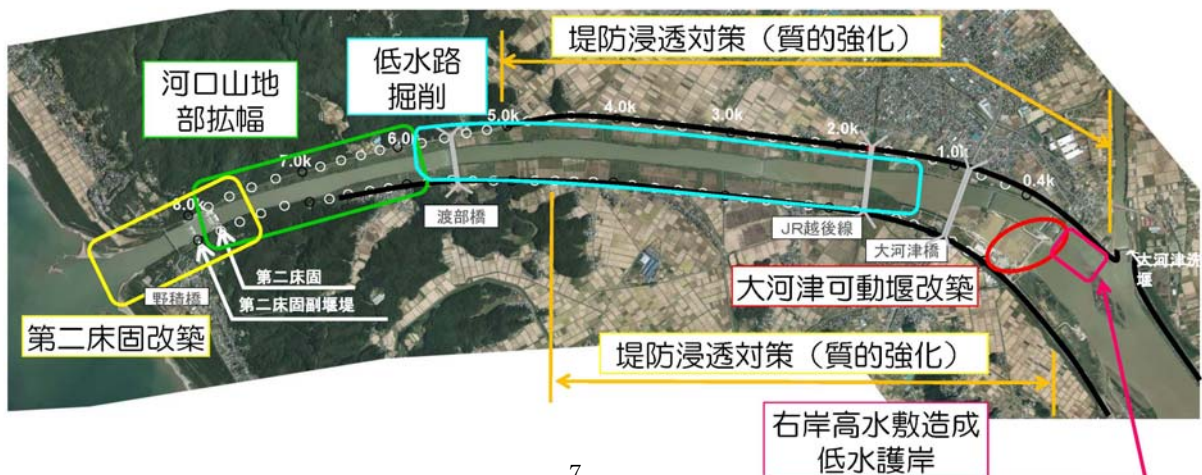 堤防浸透対策（質的強化）
低水路
掘削
河口山地
部拡幅
5.0k
4.0k
3.0k
2.0k
1.0k
0.4k
6.0k
7.0k
8.0k
渡部橋
JR越後線
大河津橋
大河津洗
堰
第二床固
第二床固副堰堤
野積橋
大河津可動堰改築
第二床固改築
堤防浸透対策（質的強化）
右岸高水敷造成
低水護岸
7